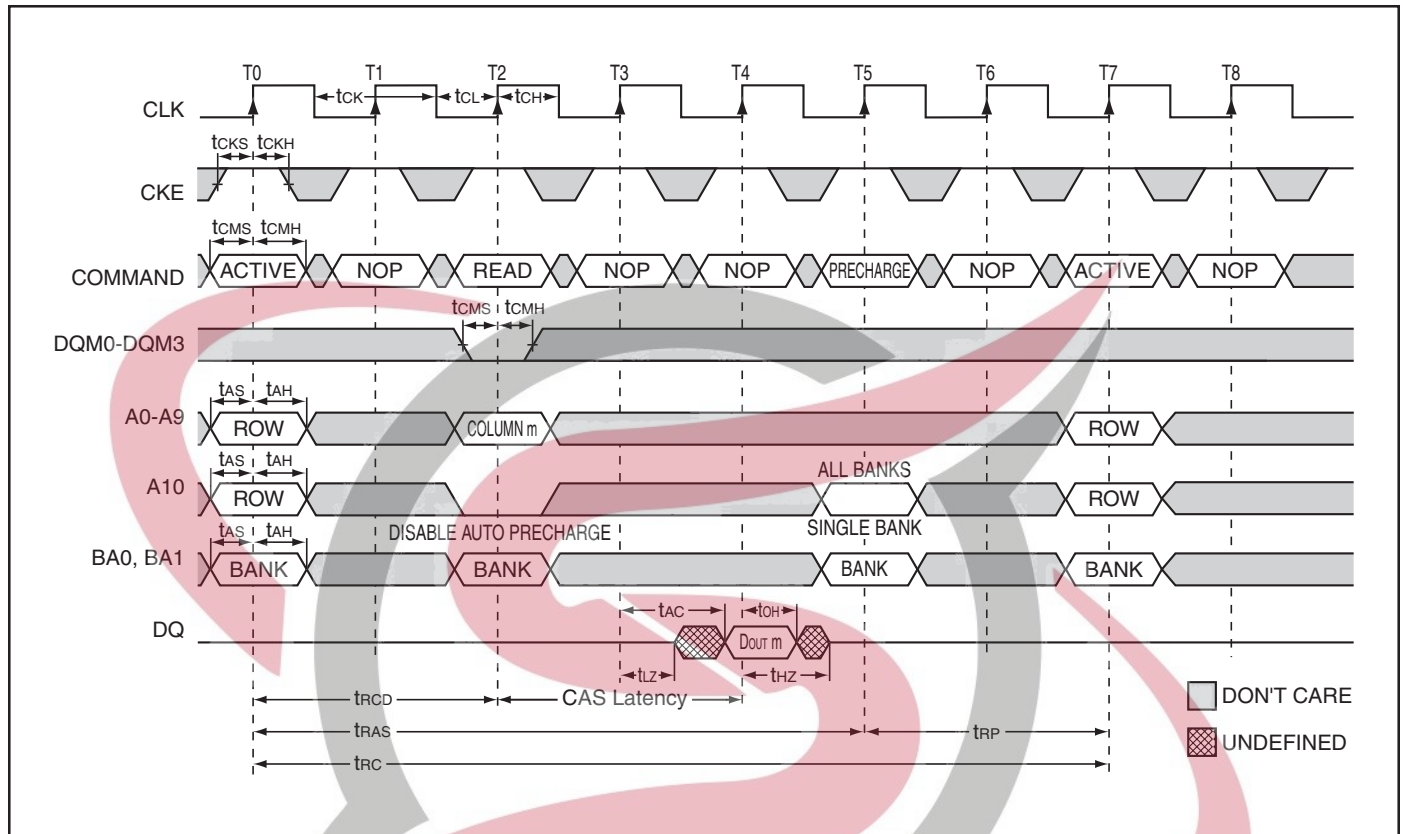 T0 T1 T2 T3 T4 T5 T6 T7 T8
CLK tCK tCL tCH
tCKS tCKH
CKE
tCMS tCMH
COMMAND ACTIVE NOP READ NOP NOP PRECHARGE NOP ACTIVE NOP
tCMS tCMH
DQM0-DQM3
tAS tAH
A0-A9 ROW COLUMN m ROW
tAS tAH ALL BANKS
A10 ROW ROW
tAS tAH DISABLE AUTO PRECHARGE SINGLE BANK
BA0, BA1 BANK BANK BANK BANK
tAC tOH
DQ DOUT m
tLZ tHZ
tRCD CAS Latency
DON'T CARE
tRAS tRP
UNDEFINED
tRC